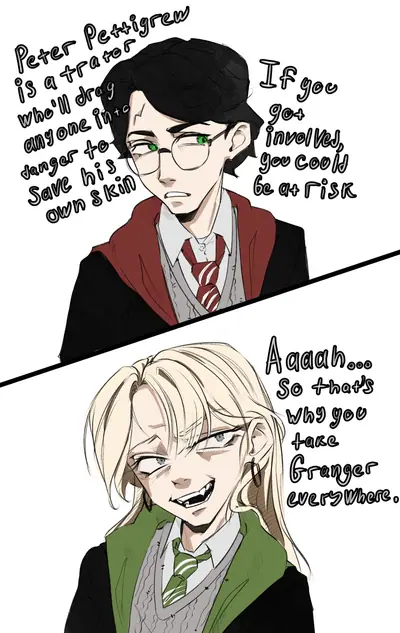 Peter Pettigrew
is a trator
who'll drag
anyone into
danger to
save his
own skin
If you
got
involved,
you could
be at risk
Aaaah...
So that's
why you
take
Granger
everywhere.